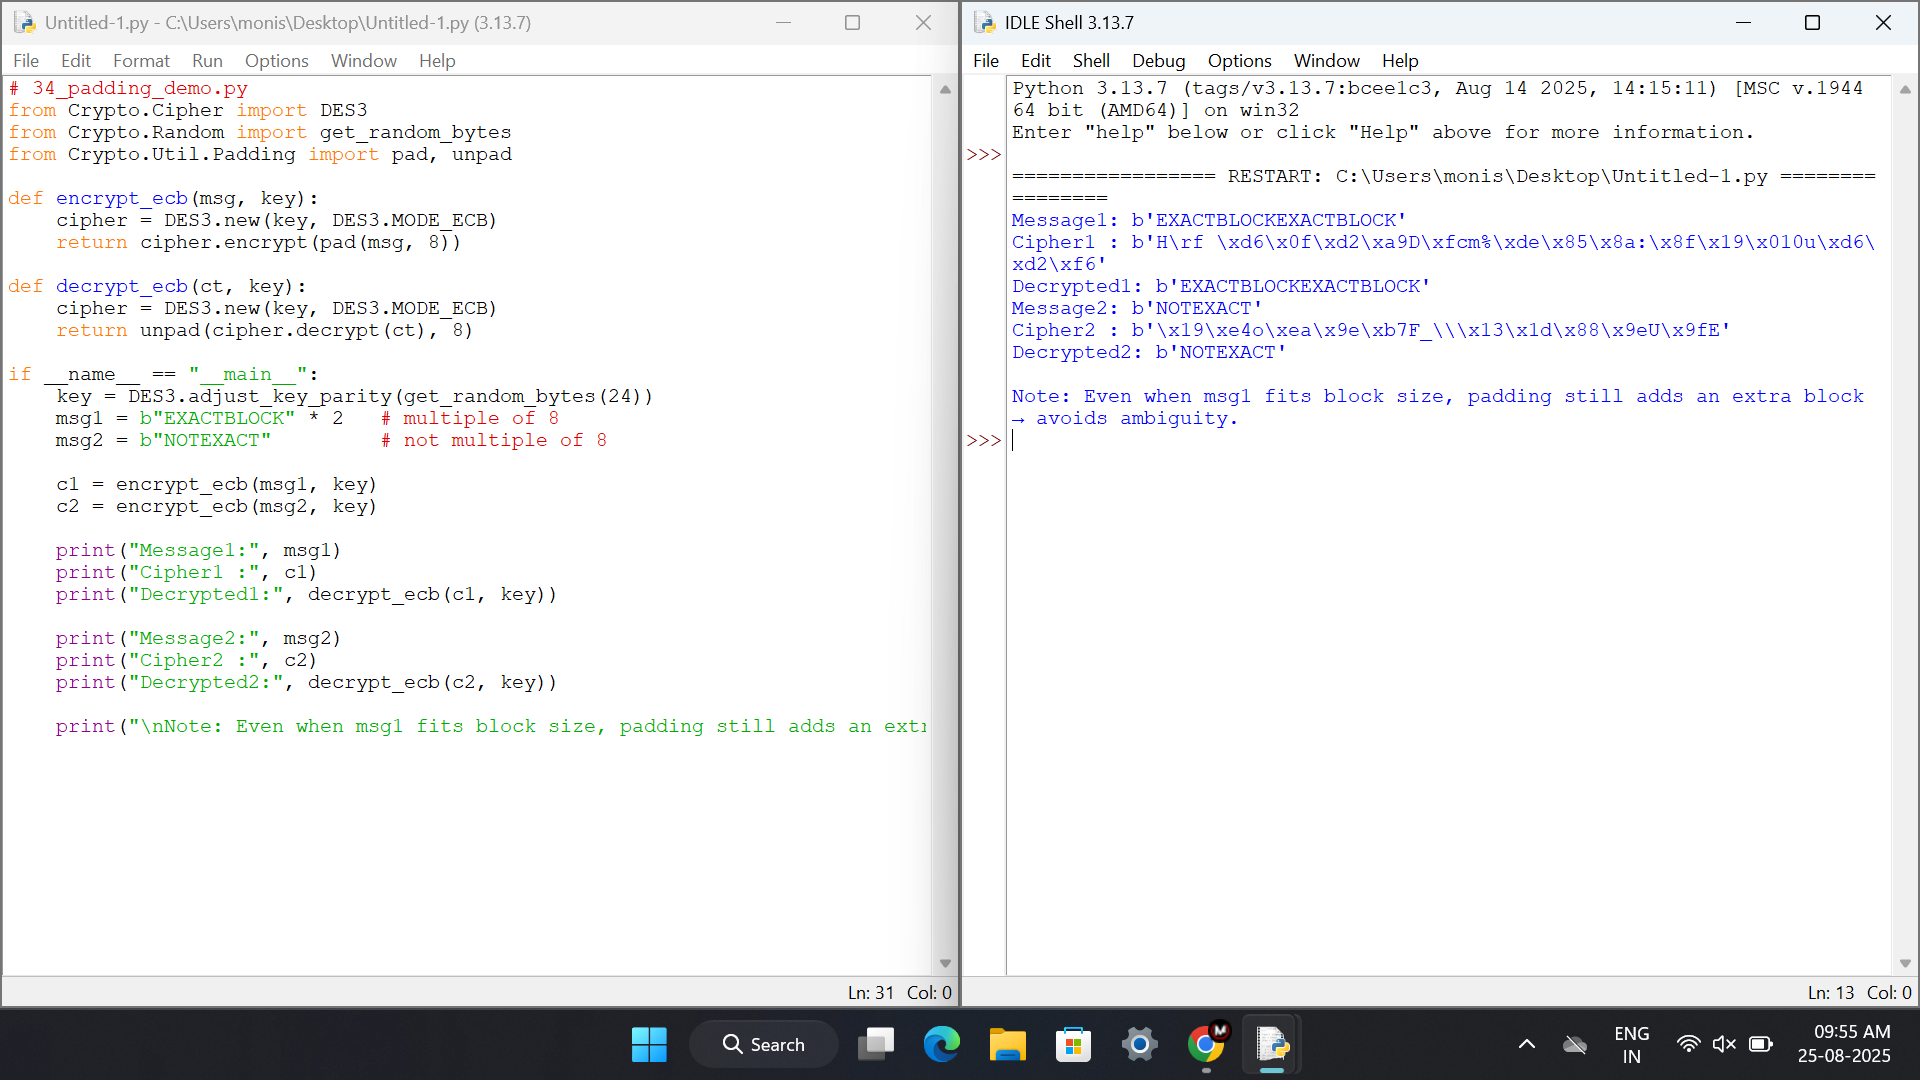 Untitled-1.py - C:\Users\monis\Desktop\Untitled-1.py (3.13.7)
File Edit Format Run Options Window Help
# 34_padding_demo.py
from Crypto.Cipher import DES3
from Crypto.Random import get_random_bytes
from Crypto.Util.Padding import pad, unpad
def encrypt_ecb(msg, key):
    cipher = DES3.new(key, DES3.MODE_ECB)
    return cipher.encrypt(pad(msg, 8))
def decrypt_ecb(ct, key):
    cipher = DES3.new(key, DES3.MODE_ECB)
    return unpad(cipher.decrypt(ct), 8)
if __name__ == "__main__":
    key = DES3.adjust_key_parity(get_random_bytes(24))
    msg1 = b"EXACTBLOCK" * 2   # multiple of 8
    msg2 = b"NOTEXACT"         # not multiple of 8
    c1 = encrypt_ecb(msg1, key)
    c2 = encrypt_ecb(msg2, key)
    print("Message1:", msg1)
    print("Cipher1 :", c1)
    print("Decrypted1:", decrypt_ecb(c1, key))
    print("Message2:", msg2)
    print("Cipher2 :", c2)
    print("Decrypted2:", decrypt_ecb(c2, key))
    print("\nNote: Even when msg1 fits block size, padding still adds an extr
Ln: 31 Col: 0
IDLE Shell 3.13.7
File Edit Shell Debug Options Window Help
Python 3.13.7 (tags/v3.13.7:bcee1c3, Aug 14 2025, 14:15:11) [MSC v.1944
64 bit (AMD64)] on win32
Enter "help" below or click "Help" above for more information.
>>>
================= RESTART: C:\Users\monis\Desktop\Untitled-1.py ========
========
Message1: b'EXACTBLOCKEXACTBLOCK'
Cipher1 : b'H\rf \xd6\x0f\xd2\xa9D\xfcm%\xde\x85\x8a:\x8f\x19\x010u\xd6\
xd2\xf6'
Decrypted1: b'EXACTBLOCKEXACTBLOCK'
Message2: b'NOTEXACT'
Cipher2 : b'\x19\xe4o\xea\x9e\xb7F_\\\x13\x1d\x88\x9eU\x9fE'
Decrypted2: b'NOTEXACT'
Note: Even when msg1 fits block size, padding still adds an extra block
→ avoids ambiguity.
>>>
Ln: 13 Col: 0
Search
M
ENG
IN
09:55 AM
25-08-2025